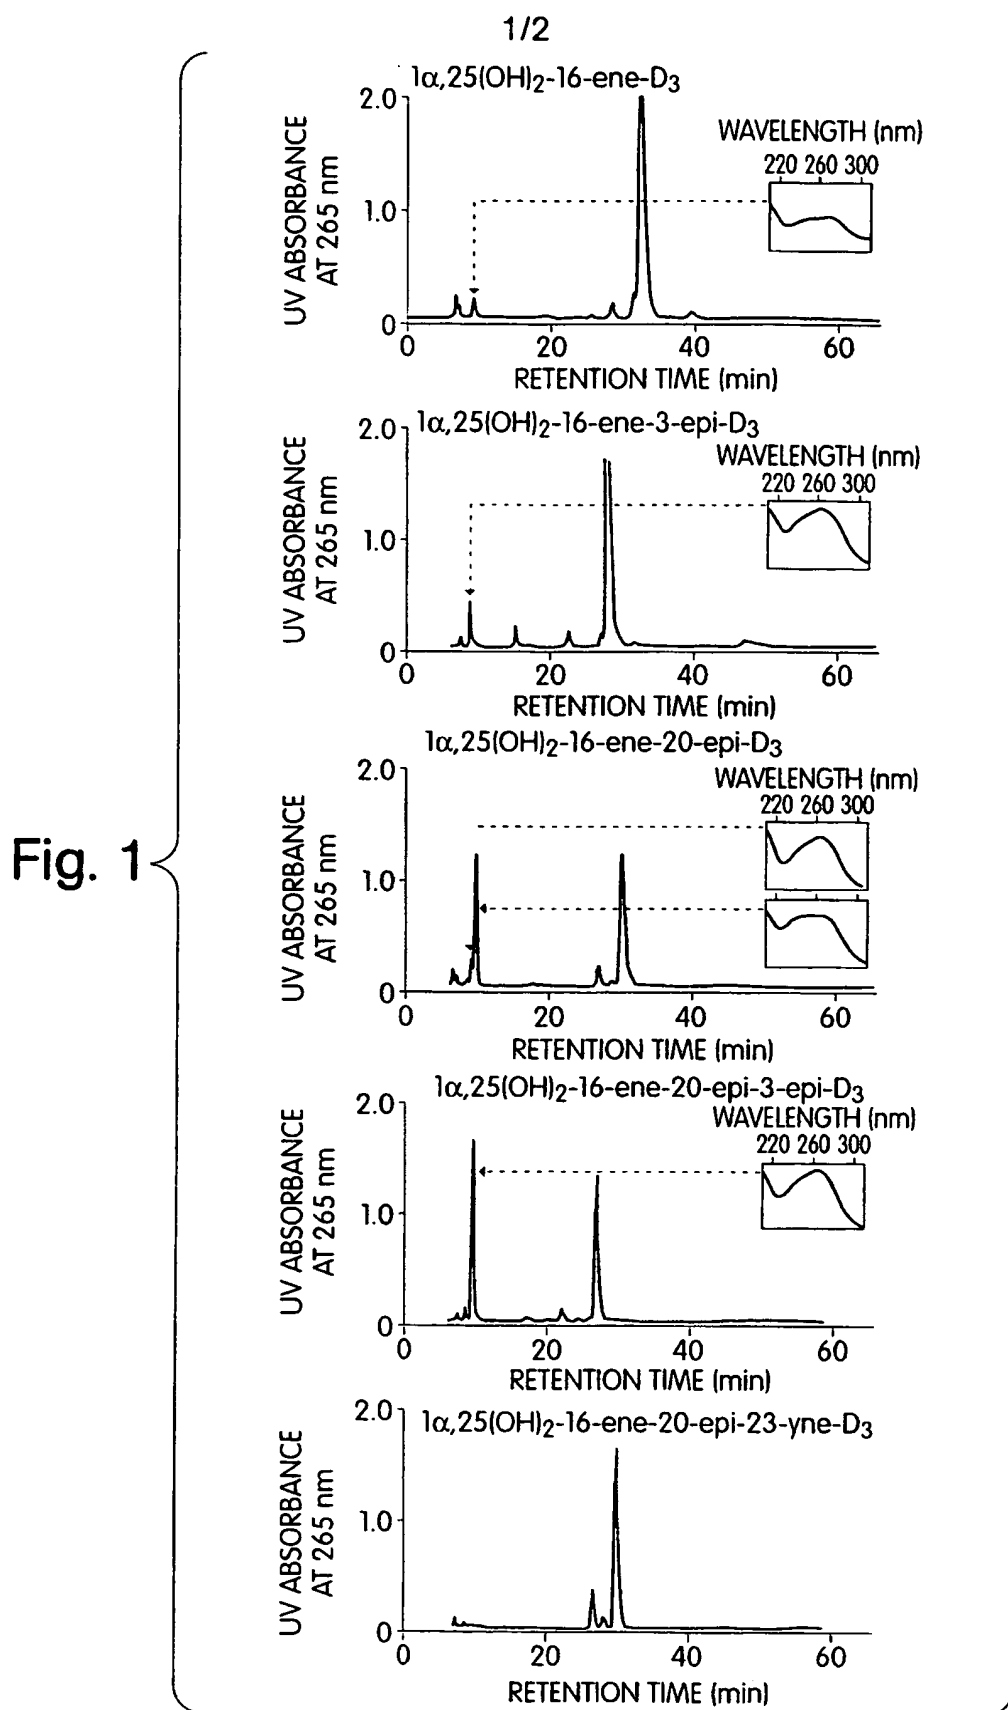 1/2
Fig. 1
1α,25(OH)2-16-ene-D3
UV ABSORBANCE
AT 265 nm
2.0
1.0
0
WAVELENGTH (nm)
220 260 300
0 20 40 60
RETENTION TIME (min)
1α,25(OH)2-16-ene-3-epi-D3
UV ABSORBANCE
AT 265 nm
2.0
1.0
0
WAVELENGTH (nm)
220 260 300
0 20 40 60
RETENTION TIME (min)
1α,25(OH)2-16-ene-20-epi-D3
UV ABSORBANCE
AT 265 nm
2.0
1.0
0
WAVELENGTH (nm)
220 260 300
0 20 40 60
RETENTION TIME (min)
1α,25(OH)2-16-ene-20-epi-3-epi-D3
UV ABSORBANCE
AT 265 nm
2.0
1.0
0
WAVELENGTH (nm)
220 260 300
0 20 40 60
RETENTION TIME (min)
1α,25(OH)2-16-ene-20-epi-23-yne-D3
UV ABSORBANCE
AT 265 nm
2.0
1.0
0
0 20 40 60
RETENTION TIME (min)